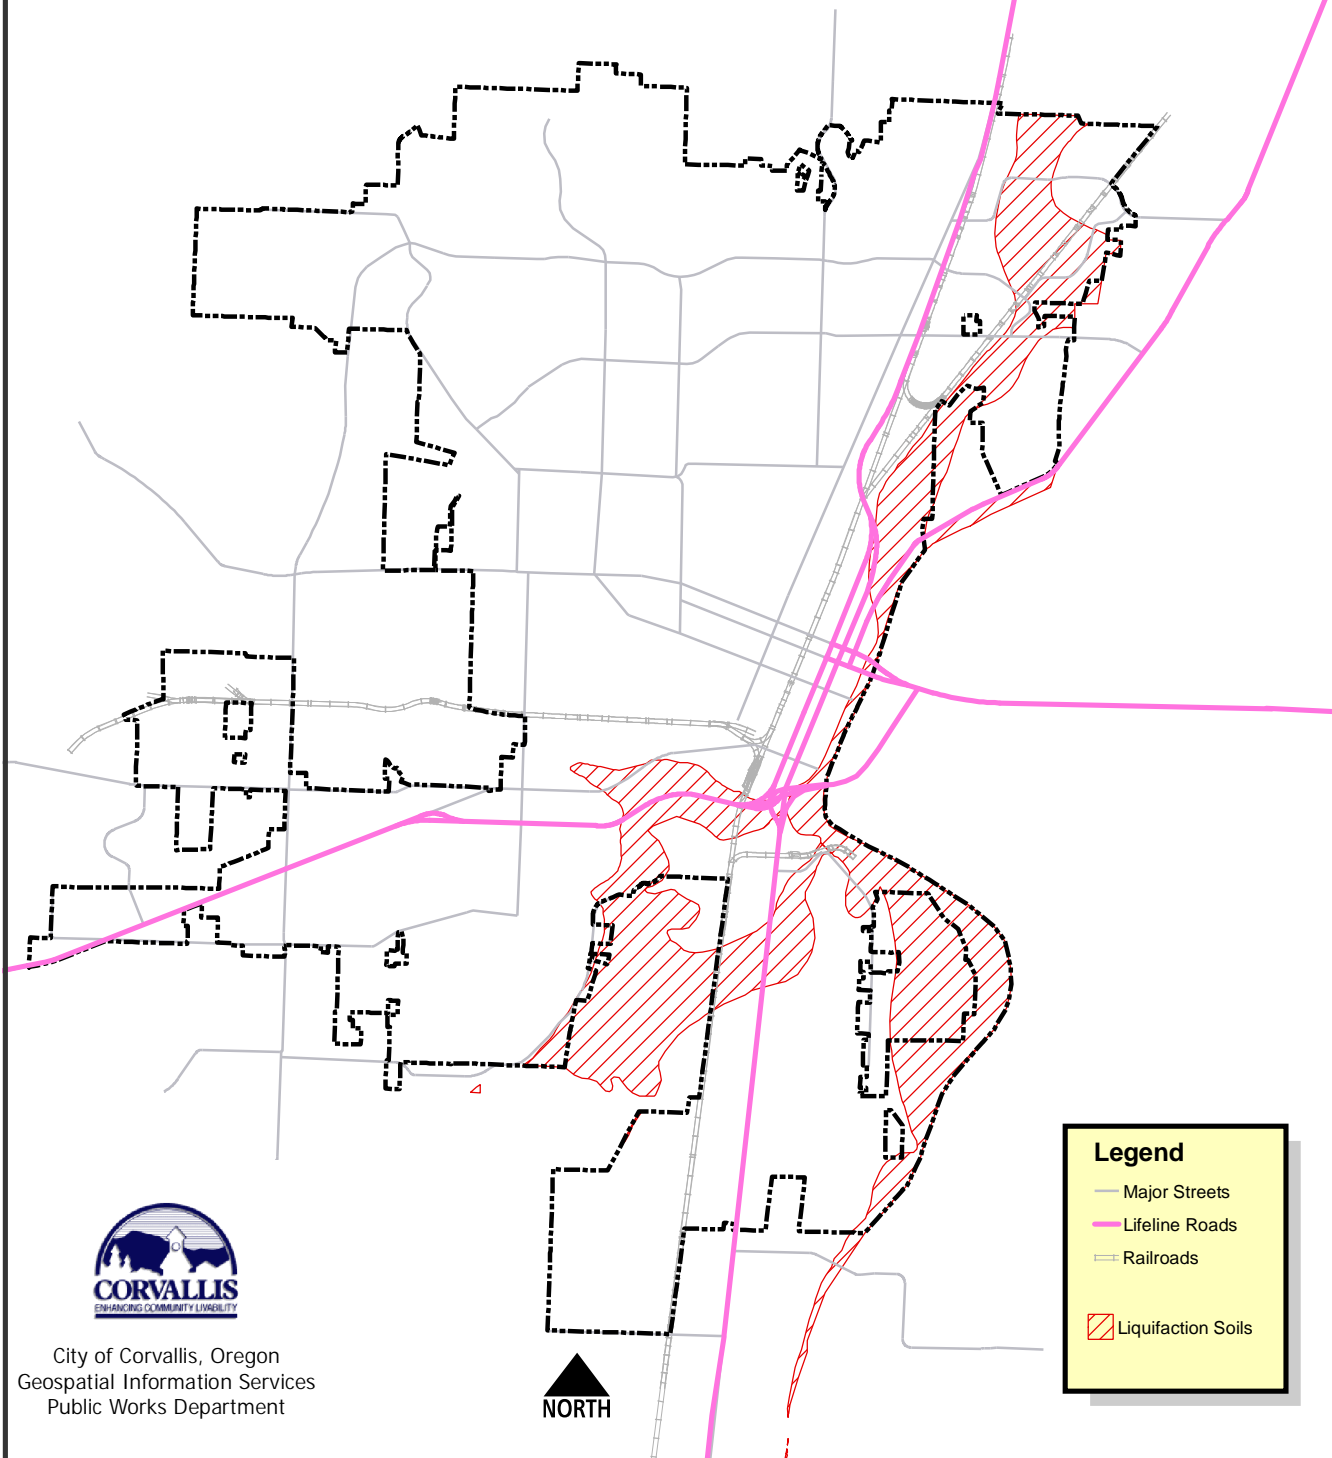 Legend
Major Streets
Lifeline Roads
Railroads
Liquifaction Soils
CORVALLIS
ENHANCING COMMUNITY LIVABILITY
City of Corvallis, Oregon
Geospatial Information Services
Public Works Department
NORTH